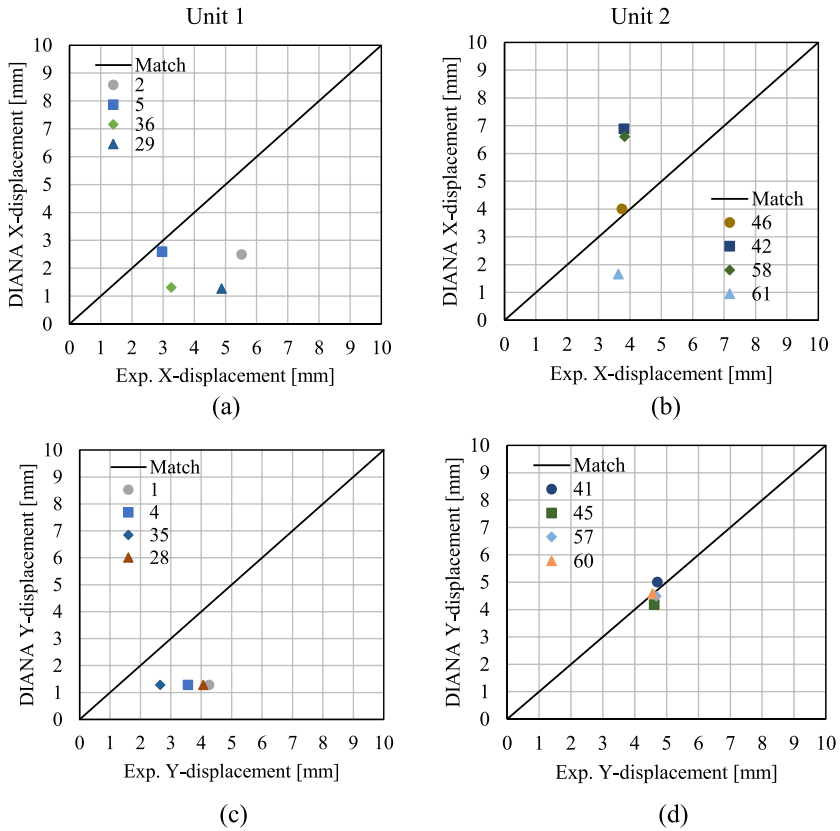 Unit 1
Unit 2
10
9
8
7
6
5
4
3
2
1
0
DIANA X-displacement [mm]
Match
2
5
36
29
0 1 2 3 4 5 6 7 8 9 10
Exp. X-displacement [mm]
(a)
10
9
8
7
6
5
4
3
2
1
0
DIANA X-displacement [mm]
Match
46
42
58
61
0 1 2 3 4 5 6 7 8 9 10
Exp. X-displacement [mm]
(b)
10
9
8
7
6
5
4
3
2
1
0
DIANA Y-displacement [mm]
Match
1
4
35
28
0 1 2 3 4 5 6 7 8 9 10
Exp. Y-displacement [mm]
(c)
10
9
8
7
6
5
4
3
2
1
0
DIANA Y-displacement [mm]
Match
41
45
57
60
0 1 2 3 4 5 6 7 8 9 10
Exp. Y-displacement [mm]
(d)